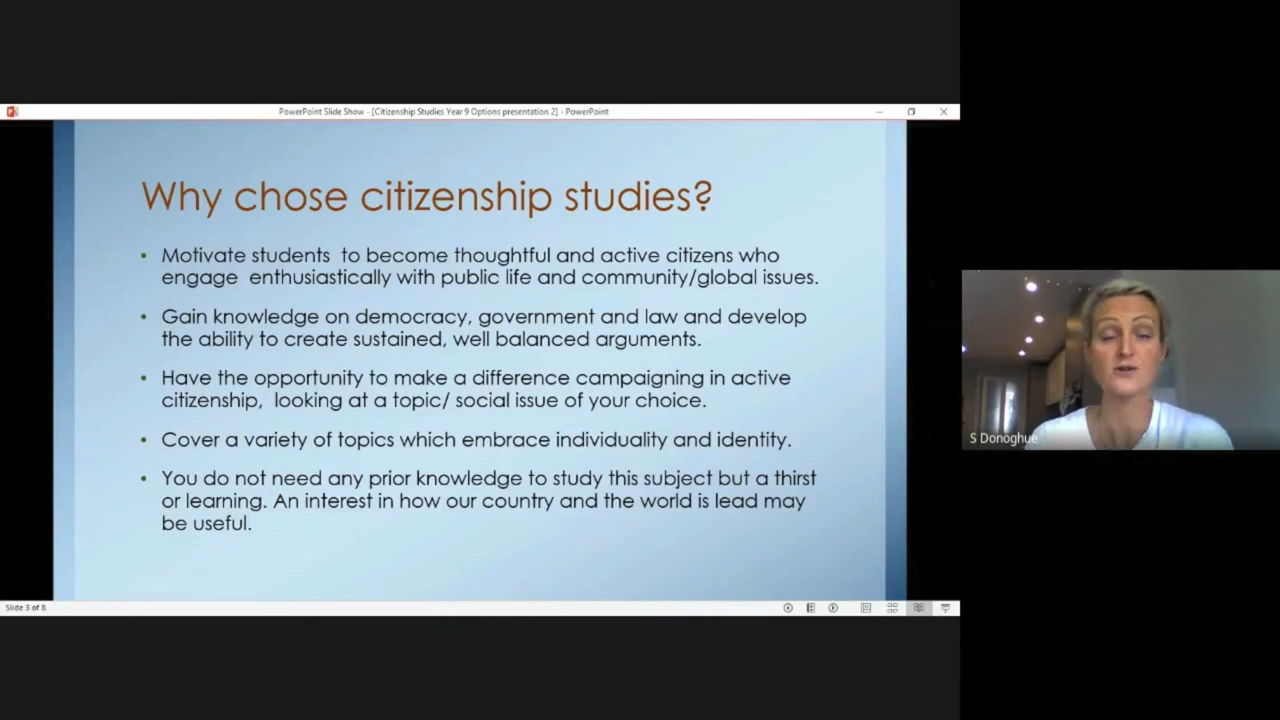 PowerPoint Slide Show - [Citizenship Studies Year 9 Options presentation 2] - PowerPoint
Why chose citizenship studies?
• Motivate students  to become thoughtful and active citizens who
engage  enthusiastically with public life and community/global issues.
• Gain knowledge on democracy, government and law and develop
the ability to create sustained, well balanced arguments.
• Have the opportunity to make a difference campaigning in active
citizenship,  looking at a topic/ social issue of your choice.
• Cover a variety of topics which embrace individuality and identity.
• You do not need any prior knowledge to study this subject but a thirst
or learning. An interest in how our country and the world is lead may
be useful.
S Donoghue
Slide 3 of 8